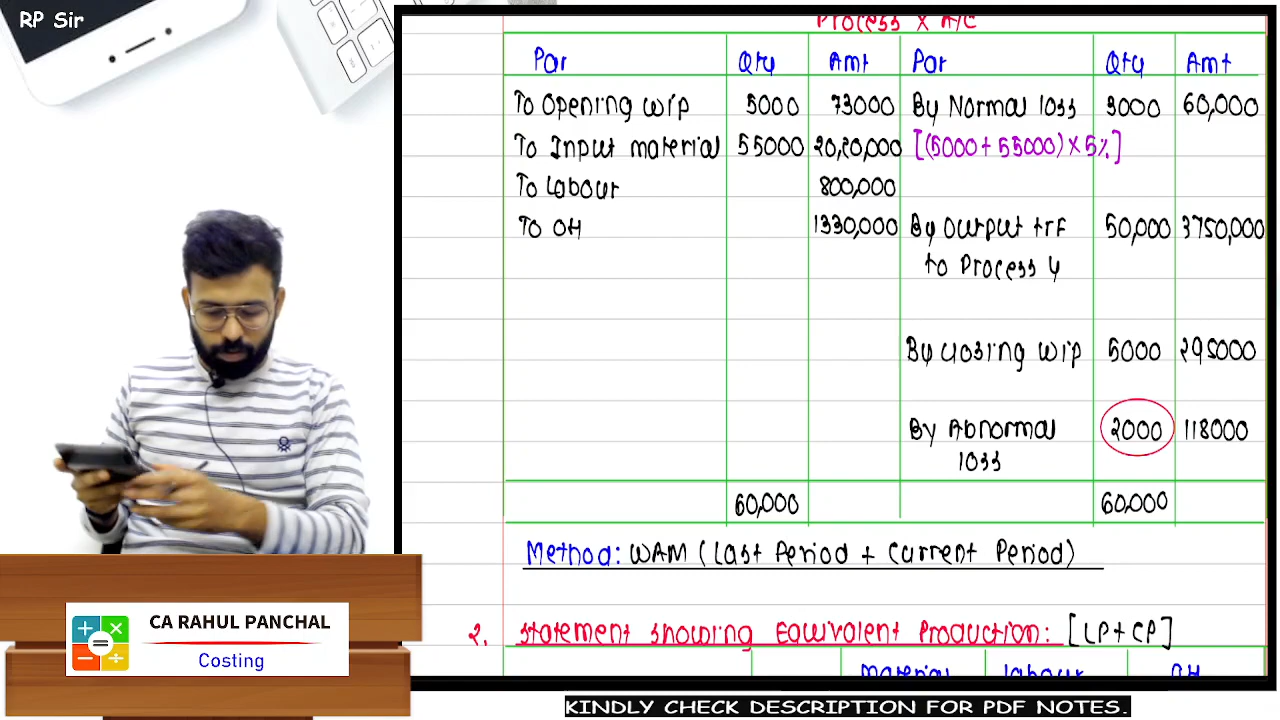 RP Sir
Process X A/C
Par Qty Amt Par Qty Amt
To Opening wip 5000 73000 By Normal loss 3000 60,000
To Input material 55000 20,20,000 [(5000+55000)×5%]
To Labour 800,000
To OH 1330,000 By Output trf 50,000 3750,000
to Process 4
By closing wip 5000 295000
By Abnormal 2000 118000
loss
60,000 60,000
Method: WAM (Last Period + Current Period)
2. Statement showing Equivalent Production: [LP+CP]
Material labour OH
CA RAHUL PANCHAL
Costing
KINDLY CHECK DESCRIPTION FOR PDF NOTES.